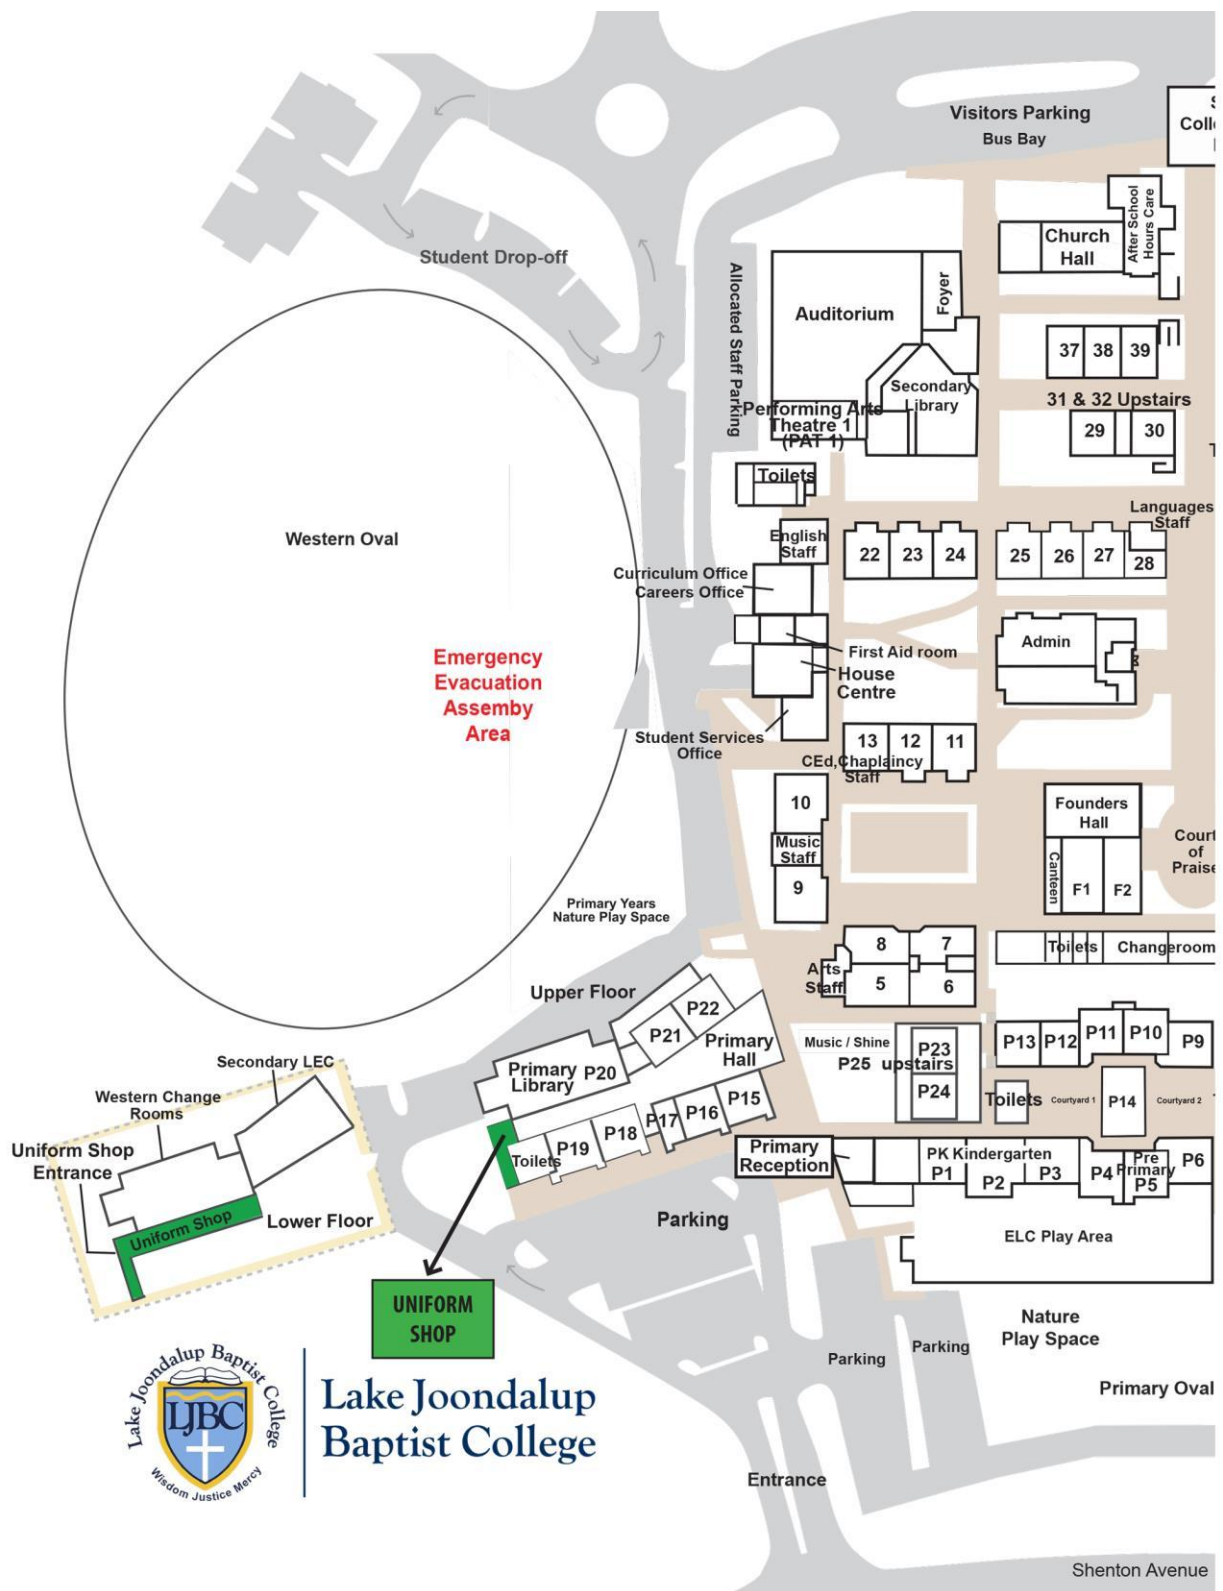 Visitors Parking
Bus Bay
Colle
After School
Hours Care
Church
Hall
Student Drop-off
Allocated Staff Parking
Auditorium
Foyer
37
38
39
Secondary
Library
Performing Arts
Theatre 1
(PAT 1)
31 & 32 Upstairs
29
30
Toilets
Languages
Staff
Western Oval
English
Staff
22
23
24
25
26
27
28
Curriculum Office
Careers Office
First Aid room
House
Centre
Admin
Emergency
Evacuation
Assemby
Area
Student Services
Office
13
12
11
CEd,Chaplaincy
Staff
10
Music
Staff
9
Founders
Hall
Canteen
F1
F2
Court
of
Praise
Primary Years
Nature Play Space
8
7
Arts
Staff
5
6
Toilets
Changeroom
Upper Floor
P22
P21
Primary
Hall
Primary
Library
P20
Music / Shine
P25 upstairs
P23
P24
P13
P12
P11
P10
P9
Toilets
Courtyard 1
P14
Courtyard 2
Secondary LEC
Western Change
Rooms
Uniform Shop
Entrance
Uniform Shop
Lower Floor
Toilets
P19
P18
P17
P16
P15
Primary
Reception
PK Kindergarten
P1
P2
P3
P4
Pre
Primary
P5
P6
Parking
ELC Play Area
UNIFORM
SHOP
Nature
Play Space
Parking
Parking
Primary Oval
Lake Joondalup Baptist College
LJBC
Wisdom Justice Mercy
Lake Joondalup
Baptist College
Entrance
Shenton Avenue